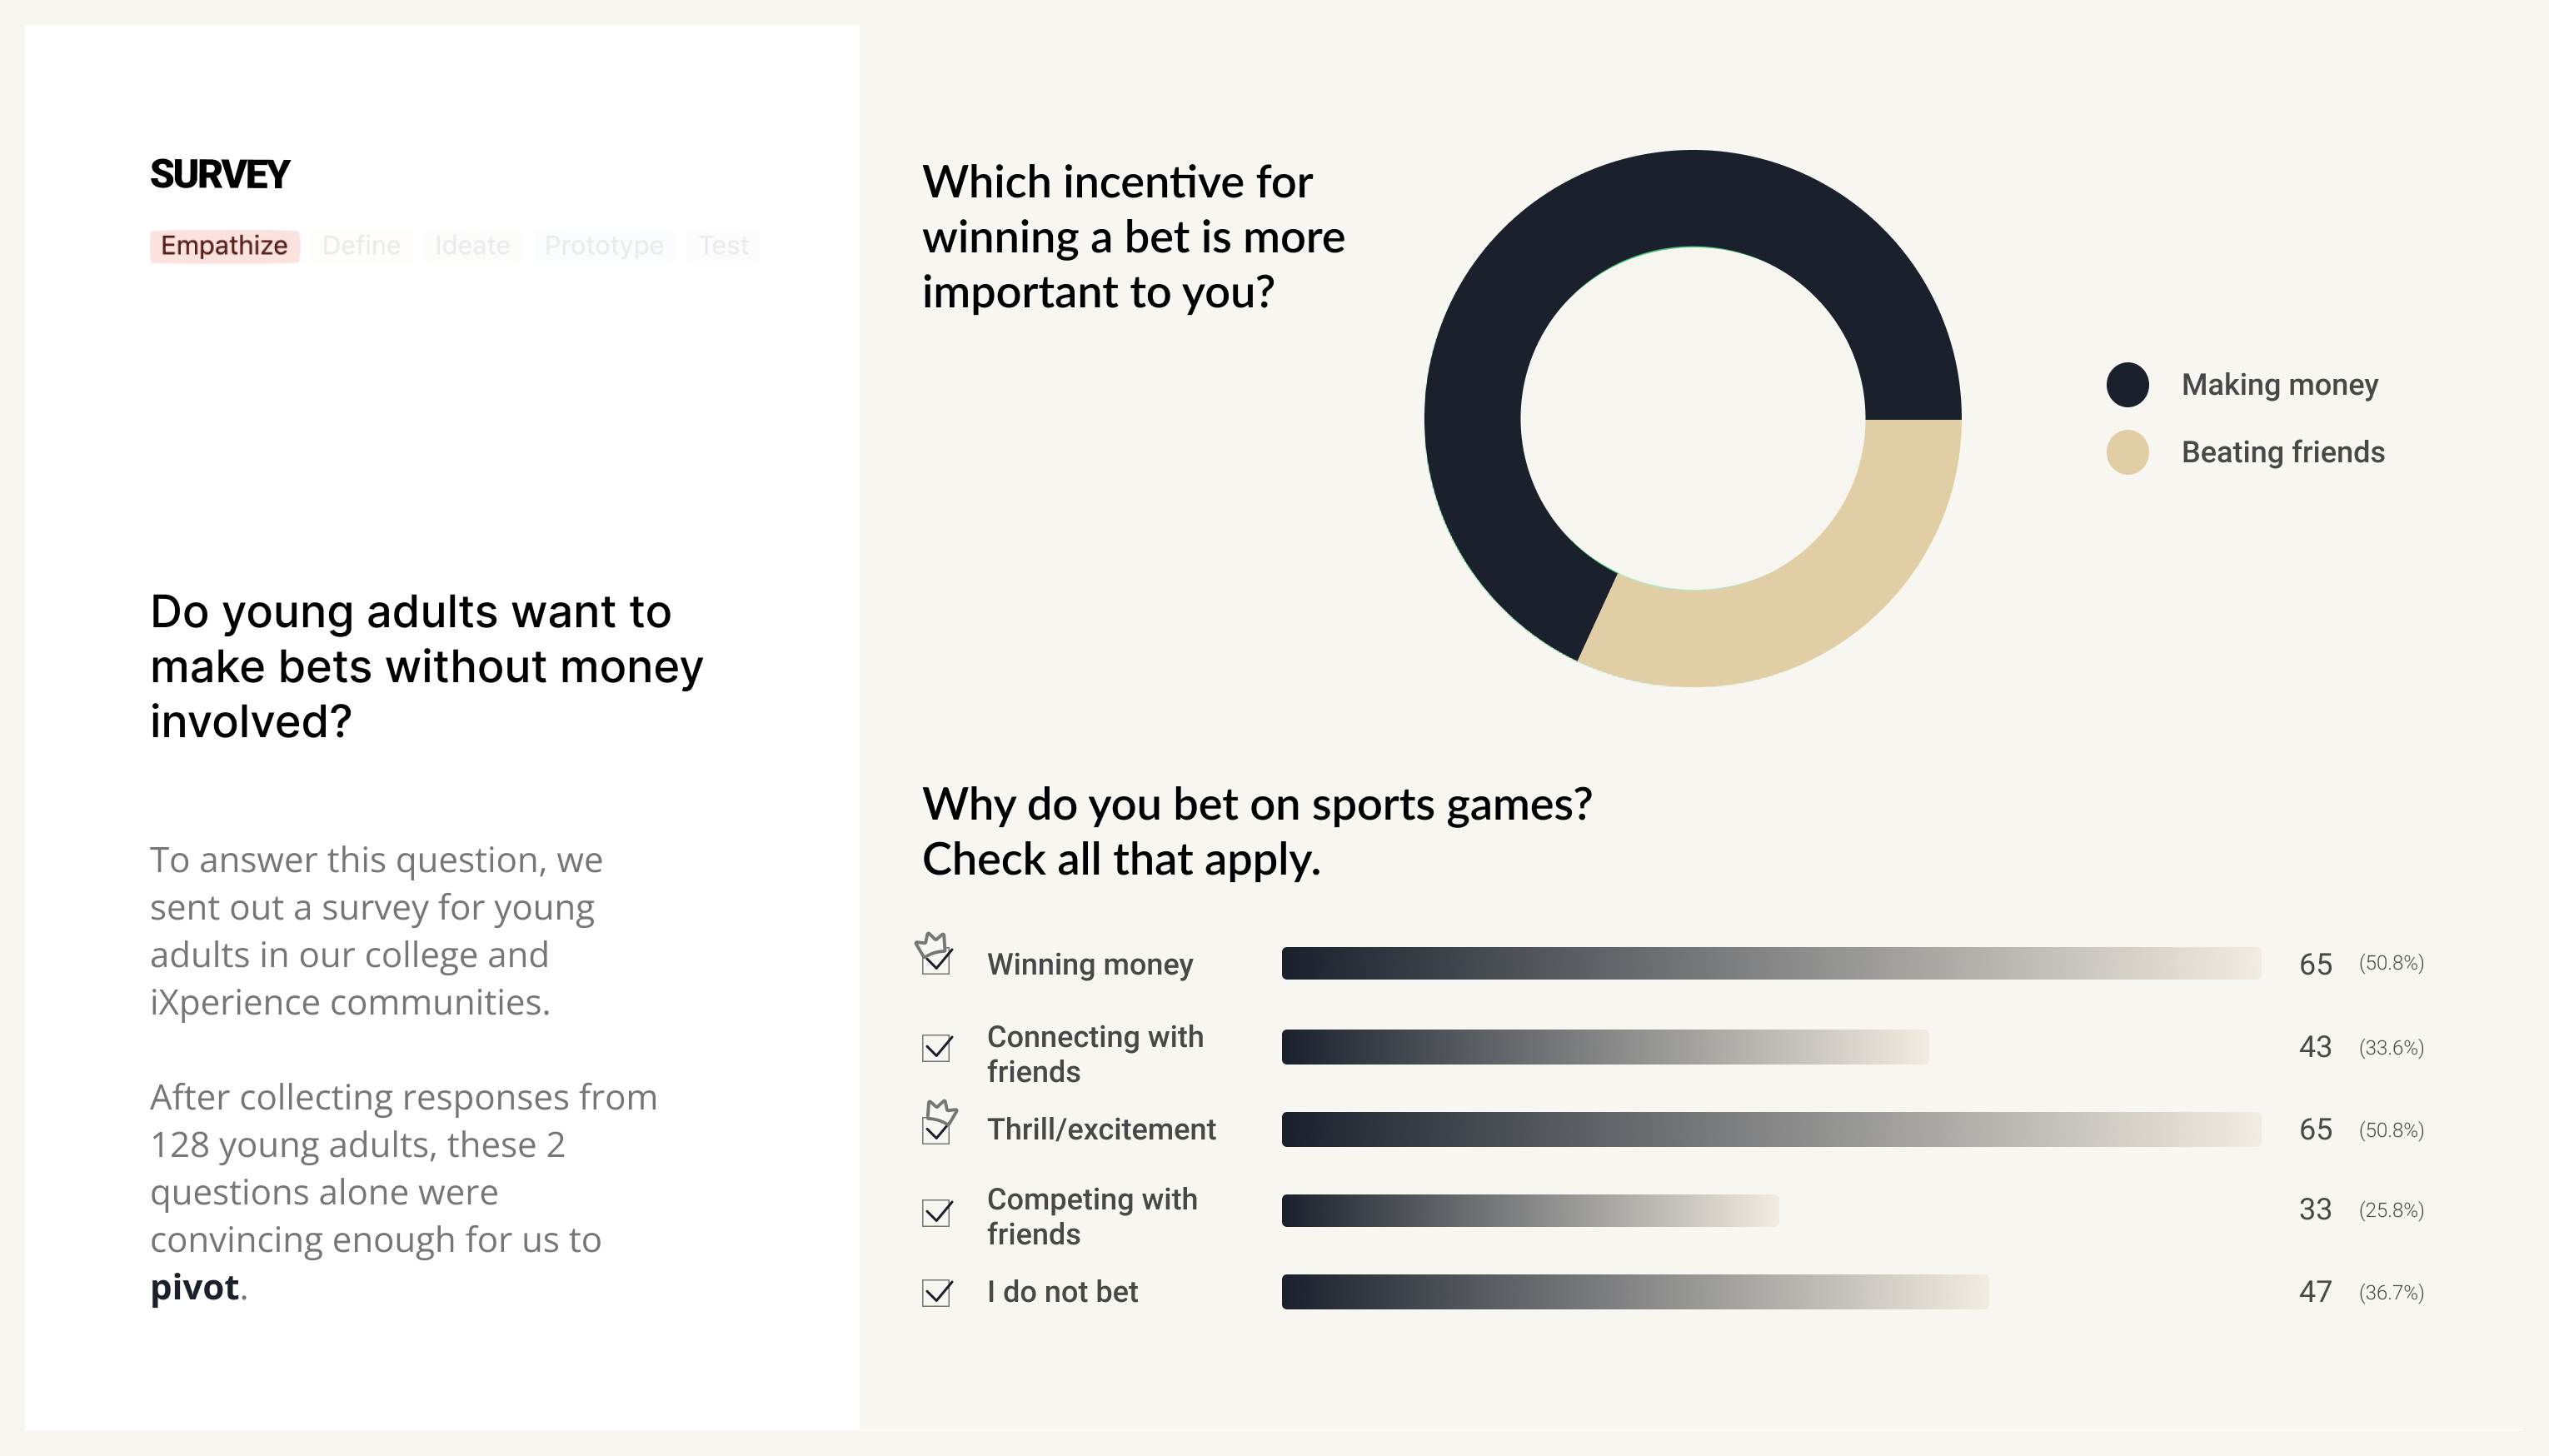 SURVEY
Empathize Define Ideate Prototype Test
Do young adults want to
make bets without money
involved?
To answer this question, we
sent out a survey for young
adults in our college and
iXperience communities.
After collecting responses from
128 young adults, these 2
questions alone were
convincing enough for us to
pivot.
Which incentive for
winning a bet is more
important to you?
Making money
Beating friends
Why do you bet on sports games?
Check all that apply.
Winning money 65 (50.8%)
Connecting with
friends 43 (33.6%)
Thrill/excitement 65 (50.8%)
Competing with
friends 33 (25.8%)
I do not bet 47 (36.7%)